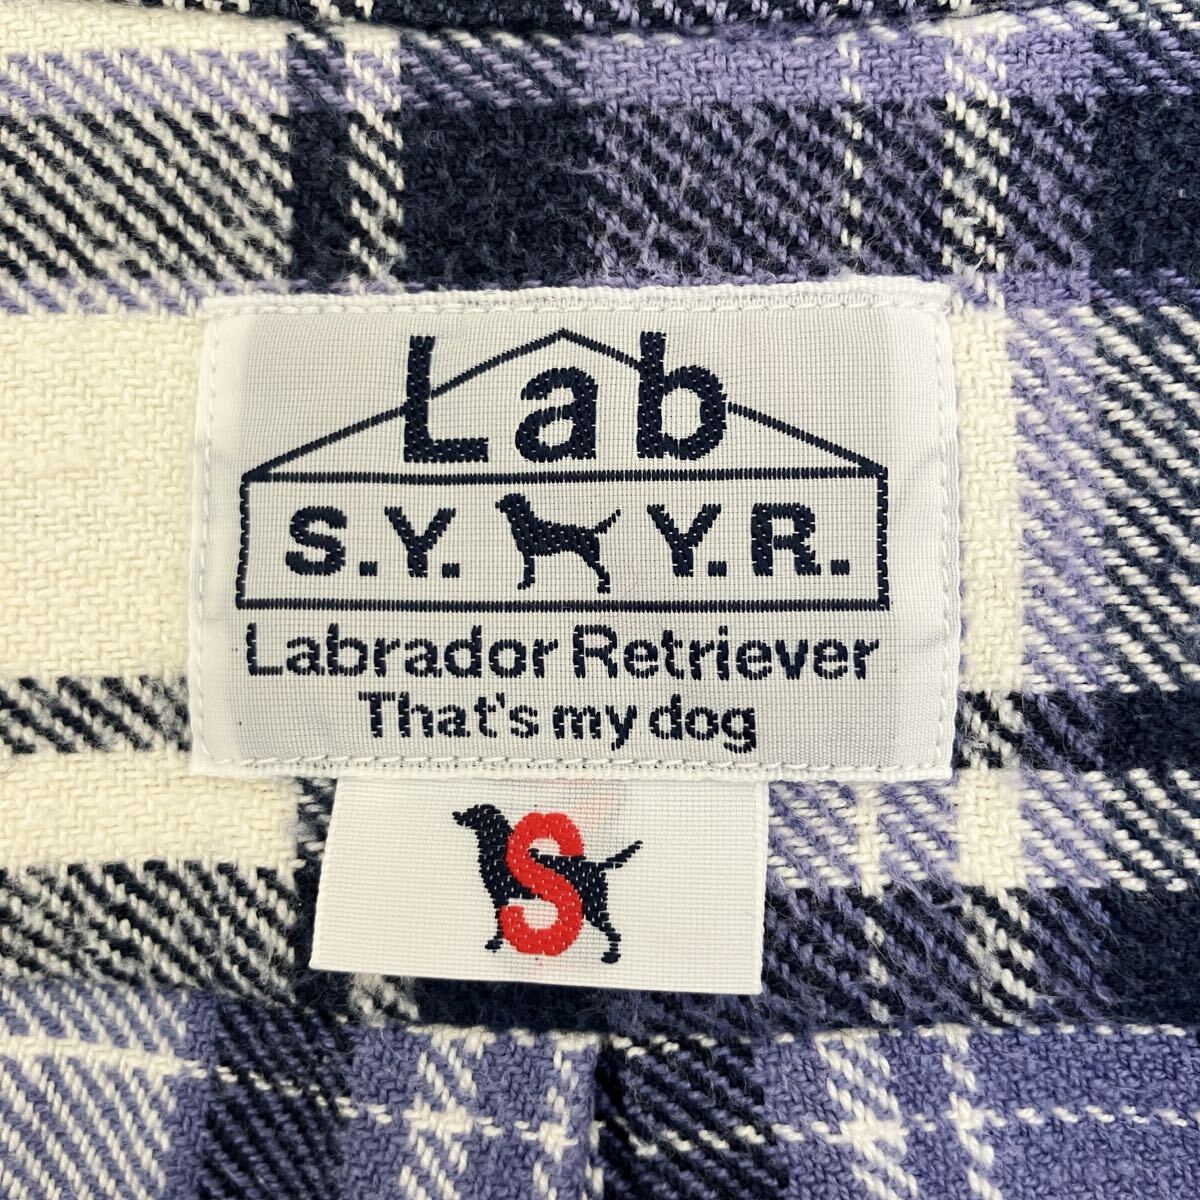 Lab
S.Y. Y.R.
Labrador Retriever
That's my dog
S